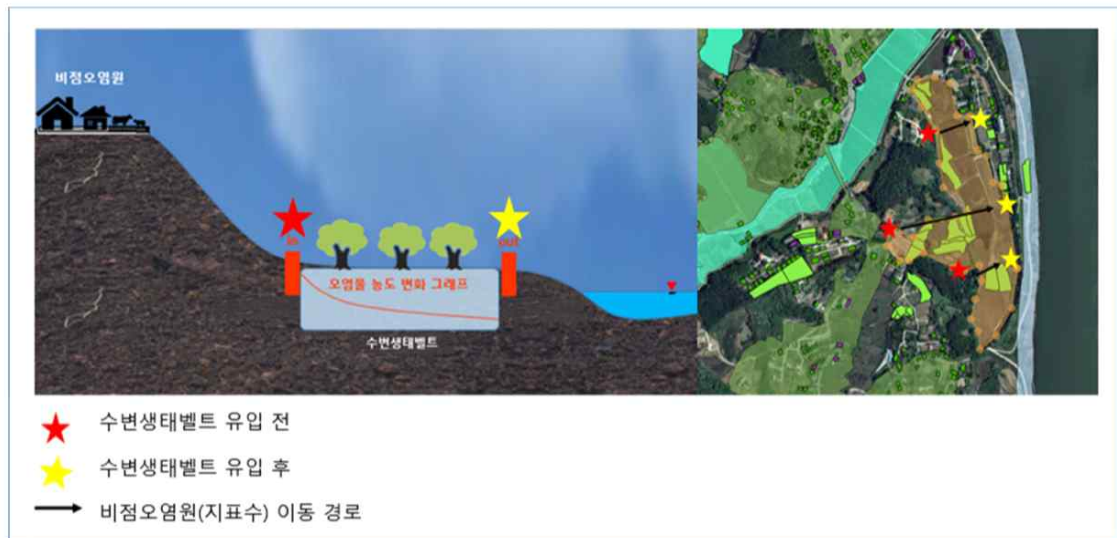 비점오염원
in
out
오염물 농도 변화 그래프
수변생태벨트
수변생태벨트 유입 전
수변생태벨트 유입 후
비점오염원(지표수) 이동 경로